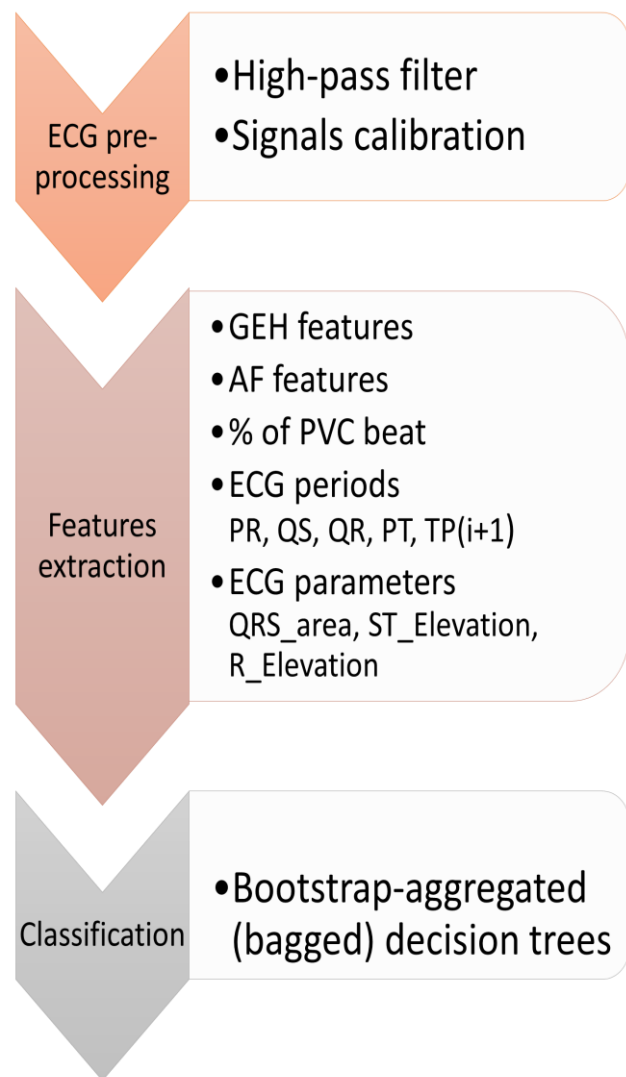 ECG pre-
processing
•High-pass filter
•Signals calibration
Features
extraction
•GEH features
•AF features
•% of PVC beat
•ECG periods
PR, QS, QR, PT, TP(i+1)
•ECG parameters
QRS_area, ST_Elevation,
R_Elevation
Classification
•Bootstrap-aggregated
(bagged) decision trees